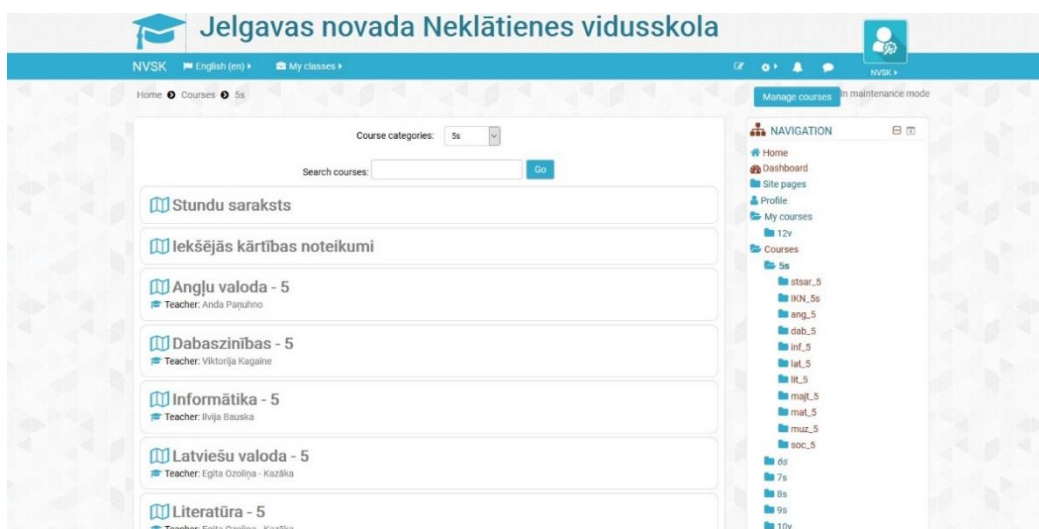 Jelgavas novada Neklātienes vidusskola
NVSK English (en) My classes
NVSK
Home Courses 5s
Manage courses in maintenance mode
Course categories: 5s
Search courses: Go
Stundu saraksts
Iekšējās kārtības noteikumi
Angļu valoda - 5
Teacher: Anda Paņuhno
Dabaszinības - 5
Teacher: Viktorija Kagaine
Informātika - 5
Teacher: Ilvija Bauska
Latviešu valoda - 5
Teacher: Egita Ozoliņa - Kazāka
Literatūra - 5
Teacher: Egita Ozoliņa - Kazāka
NAVIGATION
Home
Dashboard
Site pages
Profile
My courses
12v
Courses
5s
stsar_5
IKN_5s
ang_5
dab_5
inf_5
lat_5
lit_5
majt_5
mat_5
muz_5
soc_5
6s
7s
8s
9s
10v